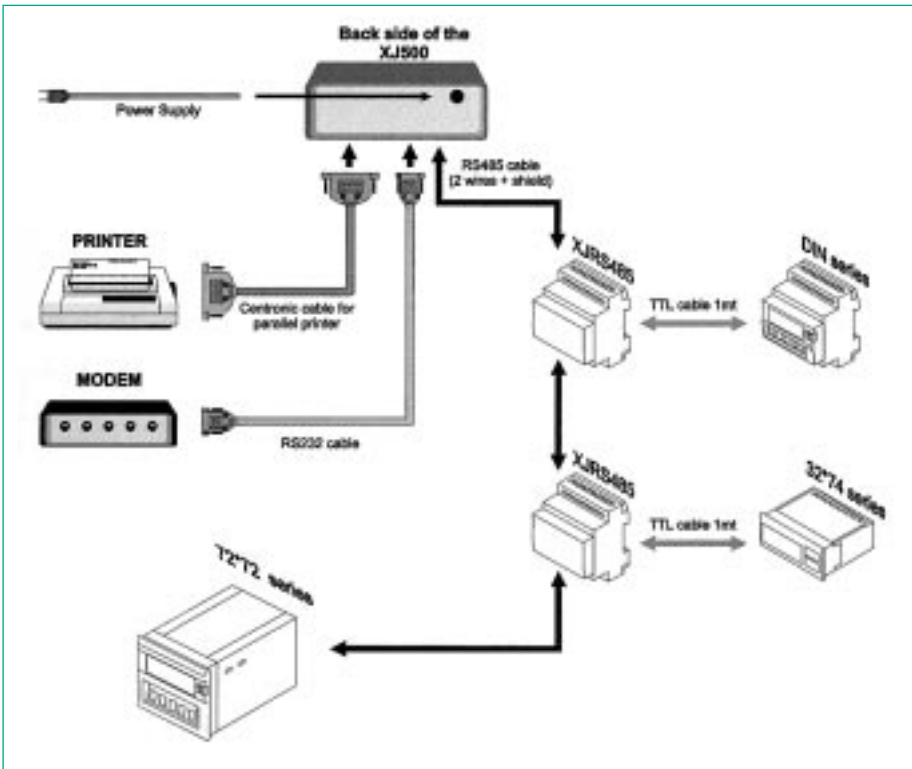 Back side of the
XJ500
Power Supply
RS485 cable
(2 wires + shield)
PRINTER
Centronic cable for
parallel printer
XJRS485
DIN series
TTL cable 1mt
MODEM
RS232 cable
XJRS485
32*74 series
TTL cable 1mt
72*72 series